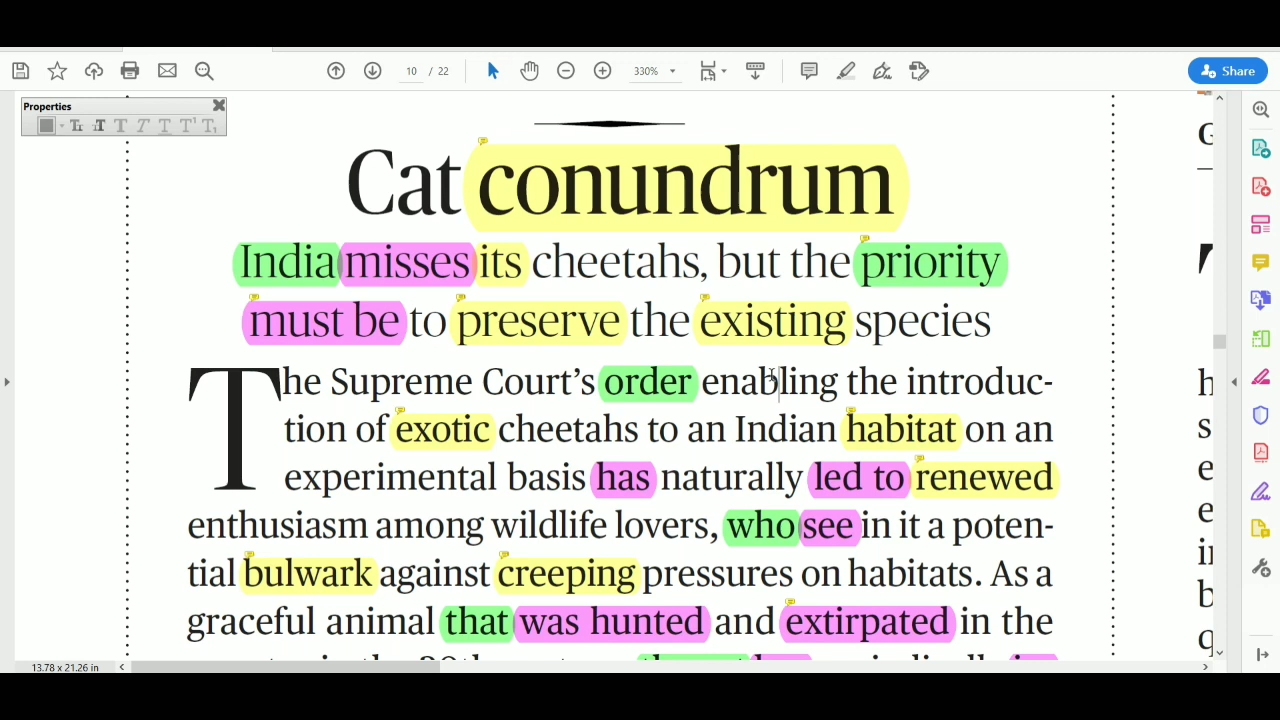 10 / 22
330%
Share
Properties
Cat conundrum
India misses its cheetahs, but the priority
must be to preserve the existing species
The Supreme Court's order enabling the introduc-
tion of exotic cheetahs to an Indian habitat on an
experimental basis has naturally led to renewed
enthusiasm among wildlife lovers, who see in it a poten-
tial bulwark against creeping pressures on habitats. As a
graceful animal that was hunted and extirpated in the
13.78 x 21.26 in